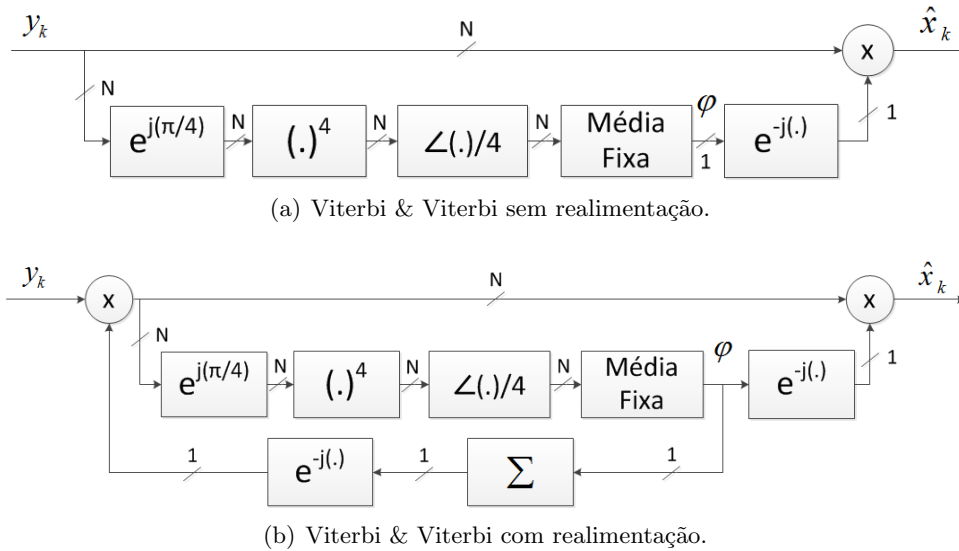 y_k
N
x̂_k
x
N
e^{j(π/4)}
N
(.)^4
N
∠(.)/4
N
Média
Fixa
φ
1
e^{-j(.)}
1
(a) Viterbi & Viterbi sem realimentação.
y_k
x
N
x̂_k
x
N
e^{j(π/4)}
N
(.)^4
N
∠(.)/4
N
Média
Fixa
φ
e^{-j(.)}
1
1
e^{-j(.)}
1
Σ
1
(b) Viterbi & Viterbi com realimentação.